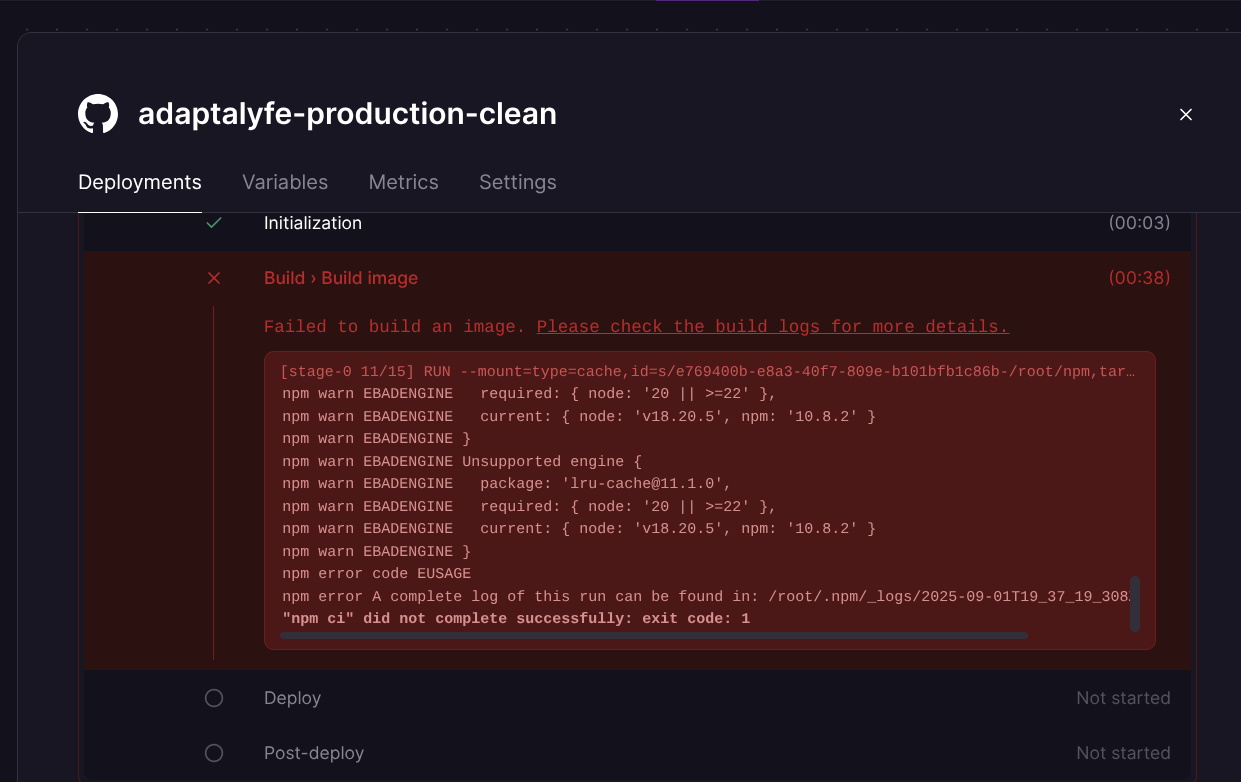 adaptalyfe-production-clean
Deployments Variables Metrics Settings
Initialization (00:03)
Build › Build image (00:38)
Failed to build an image. Please check the build logs for more details.
[stage-0 11/15] RUN --mount=type=cache,id=s/e769400b-e8a3-40f7-809e-b101bfb1c86b-/root/npm,tar…
npm warn EBADENGINE   required: { node: '20 || >=22' },
npm warn EBADENGINE   current: { node: 'v18.20.5', npm: '10.8.2' }
npm warn EBADENGINE }
npm warn EBADENGINE Unsupported engine {
npm warn EBADENGINE   package: 'lru-cache@11.1.0',
npm warn EBADENGINE   required: { node: '20 || >=22' },
npm warn EBADENGINE   current: { node: 'v18.20.5', npm: '10.8.2' }
npm warn EBADENGINE }
npm error code EUSAGE
npm error A complete log of this run can be found in: /root/.npm/_logs/2025-09-01T19_37_19_308
"npm ci" did not complete successfully: exit code: 1
Deploy Not started
Post-deploy Not started